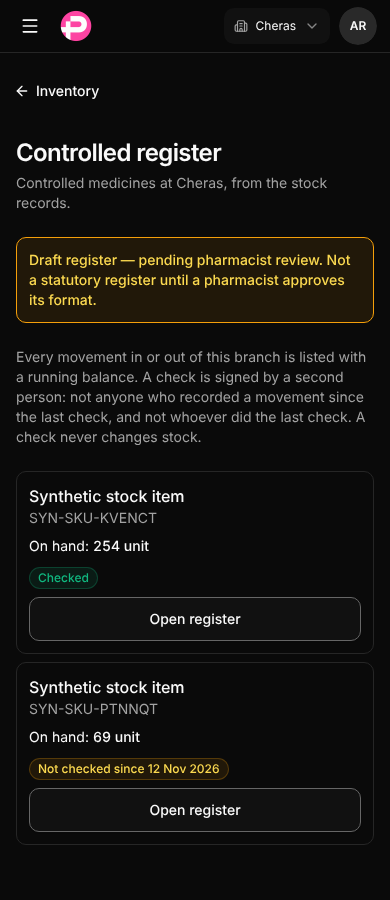 Cheras
AR
Inventory
Controlled register
Controlled medicines at Cheras, from the stock
records.
Draft register — pending pharmacist review. Not
a statutory register until a pharmacist approves
its format.
Every movement in or out of this branch is listed with
a running balance. A check is signed by a second
person: not anyone who recorded a movement since
the last check, and not whoever did the last check. A
check never changes stock.
Synthetic stock item
SYN-SKU-KVENCT
On hand: 254 unit
Checked
Open register
Synthetic stock item
SYN-SKU-PTNNQT
On hand: 69 unit
Not checked since 12 Nov 2026
Open register